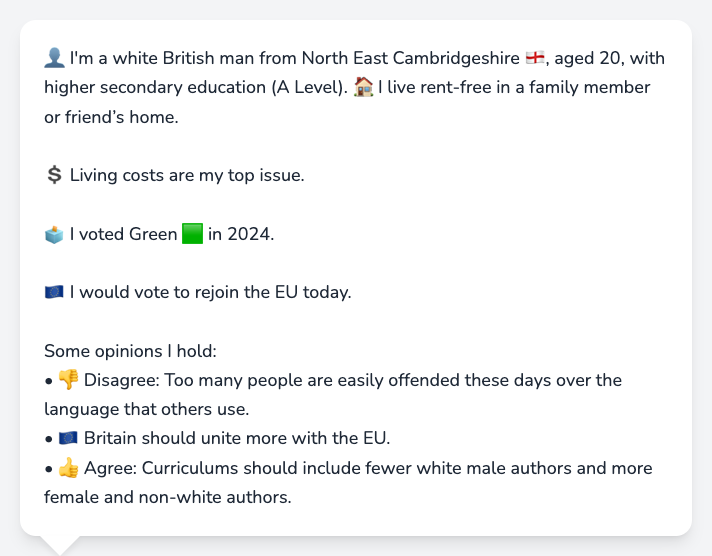 👤 I'm a white British man from North East Cambridgeshire 🏴󠁧󠁢󠁥󠁮󠁧󠁿, aged 20, with
higher secondary education (A Level). 🏠 I live rent-free in a family member
or friend’s home.
💲 Living costs are my top issue.
🗳️ I voted Green 🟩 in 2024.
🇪🇺 I would vote to rejoin the EU today.
Some opinions I hold:
• 👎 Disagree: Too many people are easily offended these days over the
language that others use.
• 🇪🇺 Britain should unite more with the EU.
• 👍 Agree: Curriculums should include fewer white male authors and more
female and non-white authors.